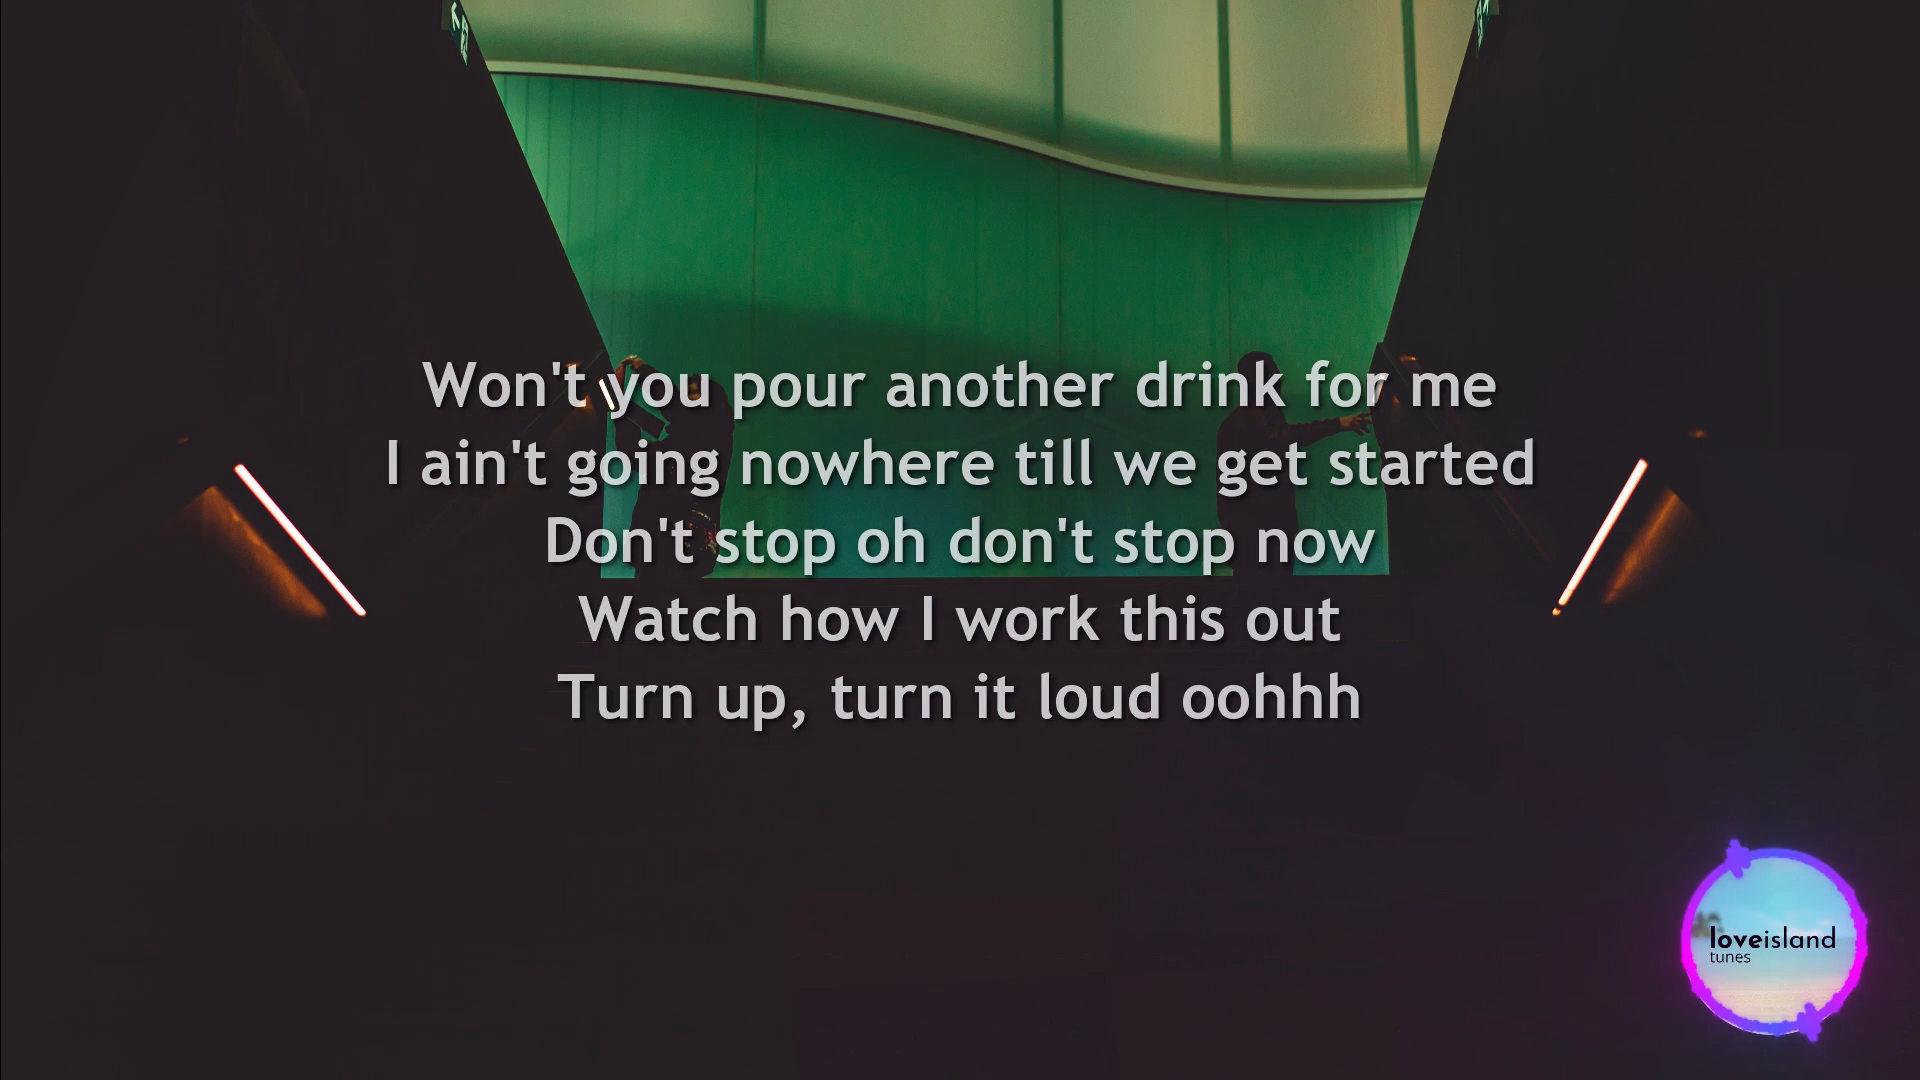 Won't you pour another drink for me
I ain't going nowhere till we get started
Don't stop oh don't stop now
Watch how I work this out
Turn up, turn it loud oohhh
loveisland
tunes